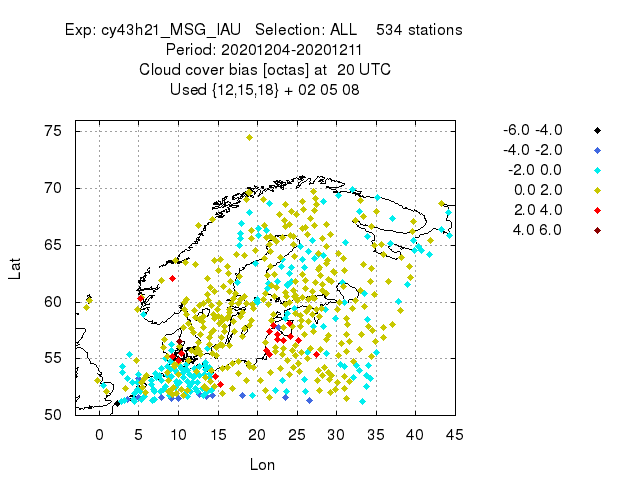 Exp: cy43h21_MSG_IAU   Selection: ALL    534 stations
Period: 20201204-20201211
Cloud cover bias [octas] at  20 UTC
Used {12,15,18} + 02 05 08
-6.0 -4.0
-4.0 -2.0
-2.0 0.0
0.0 2.0
2.0 4.0
4.0 6.0
75
70
65
60
55
50
Lat
0 5 10 15 20 25 30 35 40 45
Lon